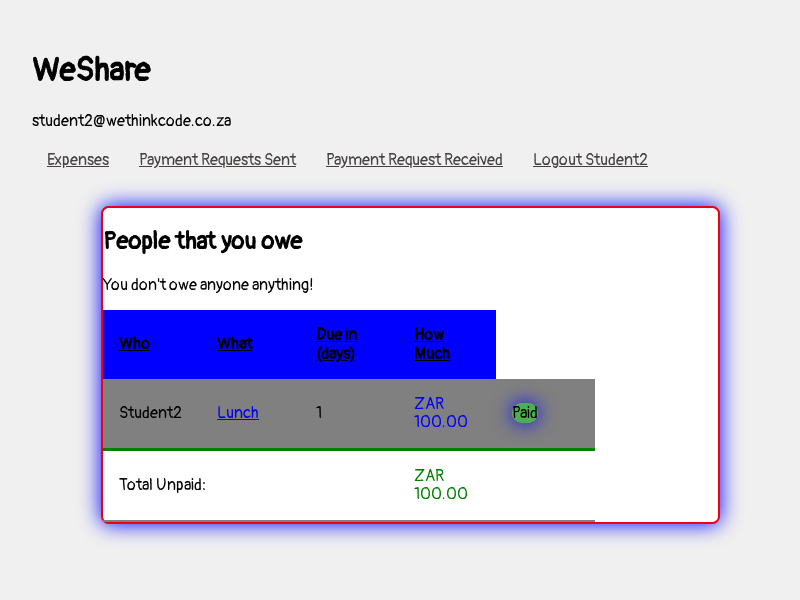 WeShare
student2@wethinkcode.co.za
Expenses Payment Requests Sent Payment Request Received Logout Student2
People that you owe
You don't owe anyone anything!
Who What Due in (days) How Much
Student2 Lunch 1 ZAR 100.00 Paid
Total Unpaid: ZAR 100.00